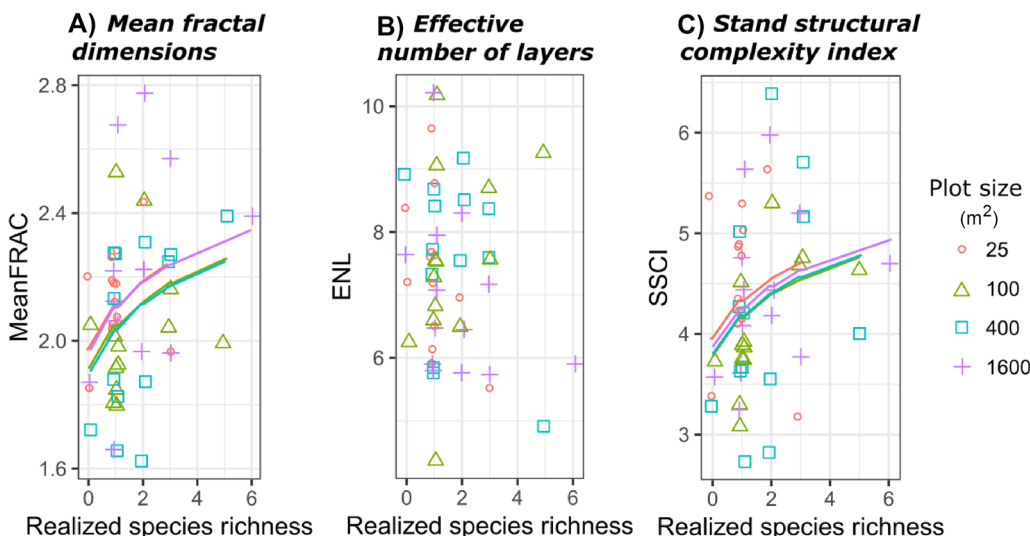 A) Mean fractal
dimensions
B) Effective
number of layers
C) Stand structural
complexity index
MeanFRAC
2.8
2.4
2.0
1.6
0 2 4 6
Realized species richness
ENL
10
8
6
0 2 4 6
Realized species richness
SSCI
6
5
4
3
0 2 4 6
Realized species richness
Plot size
(m²)
25
100
400
1600